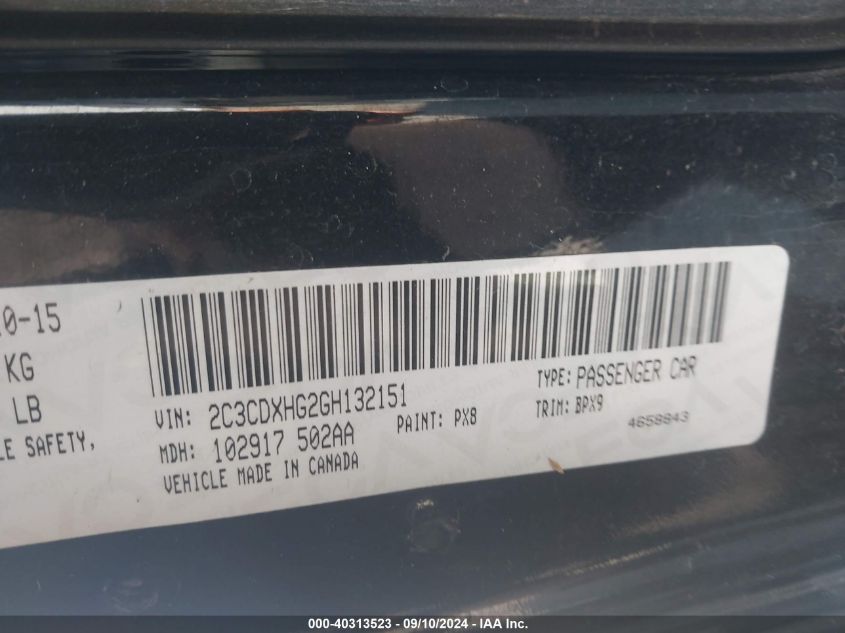 10-15
KG
LB
LE SAFETY,
VIN: 2C3CDXHG2GH132151
TYPE: PASSENGER CAR
MDH: 102917 502AA
PAINT: PX8
TRIM: BPX9
4658843
VEHICLE MADE IN CANADA
000-40313523 - 09/10/2024 - IAA, Inc.